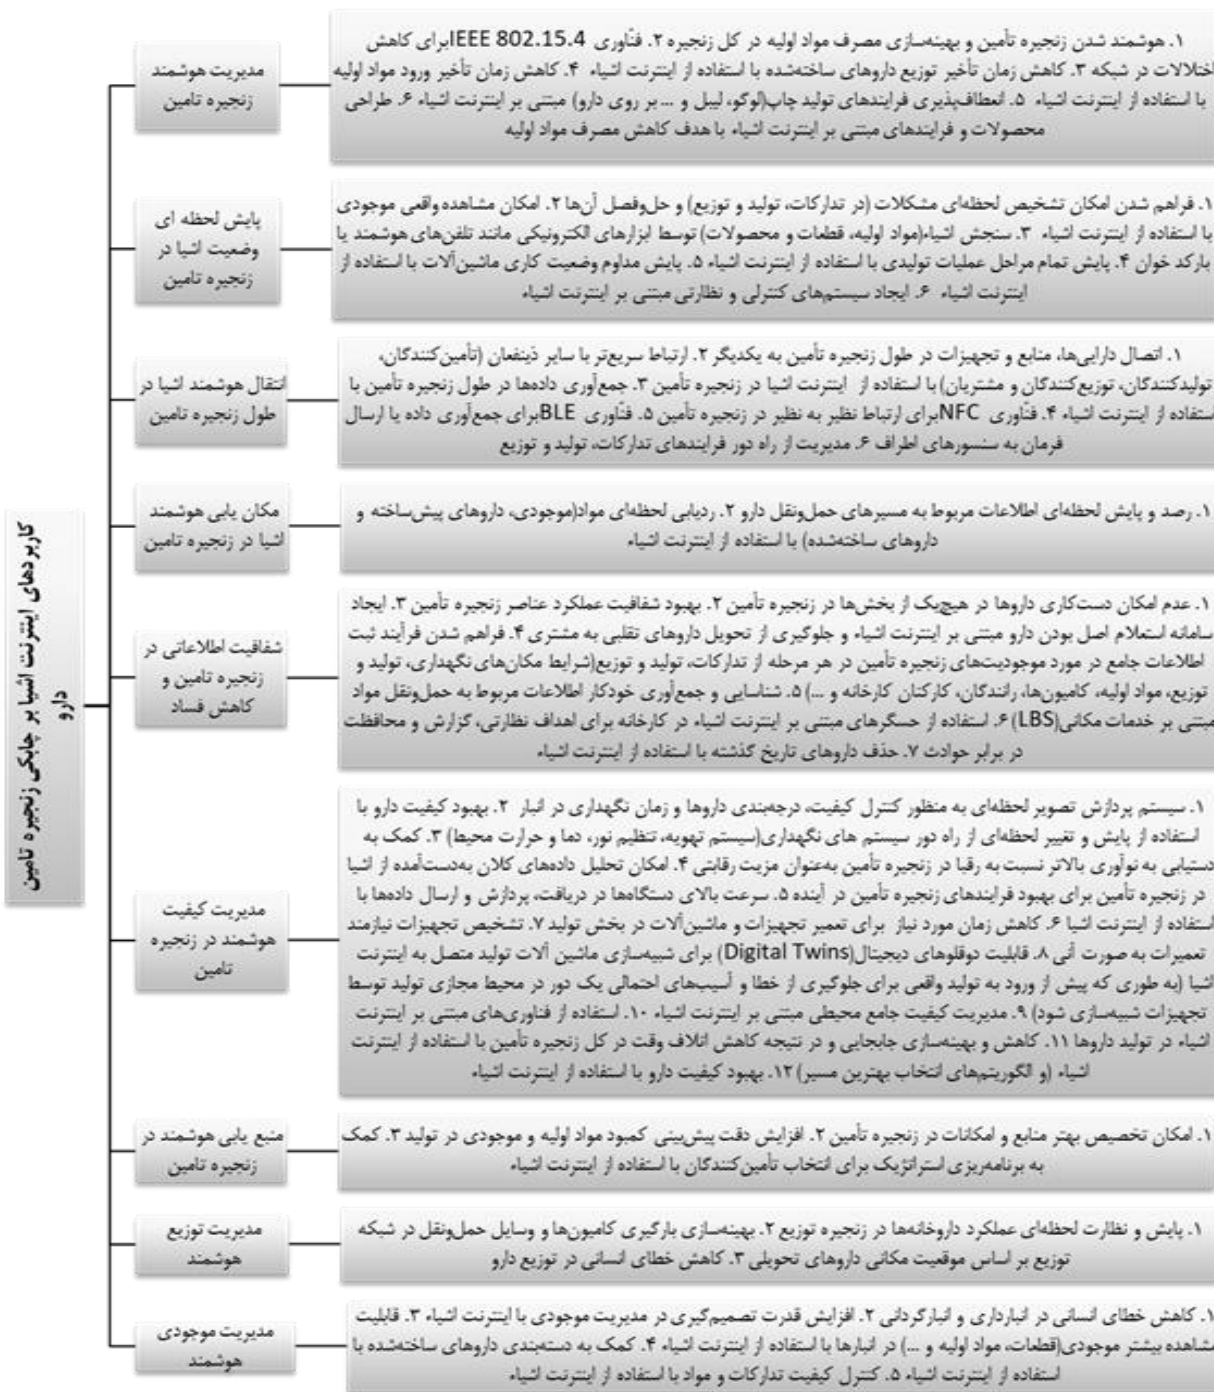 کاربردهای اینترنت اشیا بر چابکی زنجیره تامین
دارو
مدیریت هوشمند
زنجیره تامین
۱. هوشمند شدن زنجیره تأمین و بهینه‌سازی مصرف مواد اولیه در کل زنجیره ۲. فنّاوری IEEE 802.15.4برای کاهش
اختلالات در شبکه ۳. کاهش زمان تأخیر توزیع داروهای ساخته‌شده با استفاده از اینترنت اشیاء ۴. کاهش زمان تأخیر ورود مواد اولیه
با استفاده از اینترنت اشیاء ۵. انعطاف‌پذیری فرایندهای تولید چاپ(لوگو، لیبل و ... بر روی دارو) مبتنی بر اینترنت اشیاء ۶. طراحی
محصولات و فرایندهای مبتنی بر اینترنت اشیاء با هدف کاهش مصرف مواد اولیه
پایش لحظه ای
وضعیت اشیا در
زنجیره تامین
۱. فراهم شدن امکان تشخیص لحظه‌ای مشکلات (در تدارکات، تولید و توزیع) و حل‌وفصل آن‌ها ۲. امکان مشاهده واقعی موجودی
با استفاده از اینترنت اشیاء ۳. سنجش اشیاء(مواد اولیه، قطعات و محصولات) توسط ابزارهای الکترونیکی مانند تلفن‌های هوشمند یا
بارکد خوان ۴. پایش تمام مراحل عملیات تولیدی با استفاده از اینترنت اشیاء ۵. پایش مداوم وضعیت کاری ماشین‌آلات با استفاده از
اینترنت اشیاء ۶. ایجاد سیستم‌های کنترلی و نظارتی مبتنی بر اینترنت اشیاء
انتقال هوشمند اشیا در
طول زنجیره تامین
۱. اتصال دارایی‌ها، منابع و تجهیزات در طول زنجیره تأمین به یکدیگر ۲. ارتباط سریع‌تر با سایر ذینفعان (تأمین‌کنندگان،
تولیدکنندگان، توزیع‌کنندگان و مشتریان) با استفاده از اینترنت اشیا در زنجیره تأمین ۳. جمع‌آوری داده‌ها در طول زنجیره تأمین با
استفاده از اینترنت اشیاء ۴. فنّاوری NFCبرای ارتباط نظیر به نظیر در زنجیره تأمین ۵. فنّاوری BLEبرای جمع‌آوری داده یا ارسال
فرمان به سنسورهای اطراف ۶. مدیریت از راه دور فرایندهای تدارکات، تولید و توزیع
مکان یابی هوشمند
اشیا در زنجیره تامین
۱. رصد و پایش لحظه‌ای اطلاعات مربوط به مسیرهای حمل‌ونقل دارو ۲. ردیابی لحظه‌ای مواد(موجودی، داروهای پیش‌ساخته و
داروهای ساخته‌شده) با استفاده از اینترنت اشیاء
شفافیت اطلاعاتی در
زنجیره تامین و
کاهش فساد
۱. عدم امکان دست‌کاری داروها در هیچ‌یک از بخش‌ها در زنجیره تأمین ۲. بهبود شفافیت عملکرد عناصر زنجیره تأمین ۳. ایجاد
سامانه استعلام اصل بودن دارو مبتنی بر اینترنت اشیاء و جلوگیری از تحویل داروهای تقلبی به مشتری ۴. فراهم شدن فرآیند ثبت
اطلاعات جامع در مورد موجودیت‌های زنجیره تأمین در هر مرحله از تدارکات، تولید و توزیع(شرایط مکان‌های نگهداری، تولید و
توزیع، مواد اولیه، کامیون‌ها، رانندگان، کارکنان کارخانه و ...) ۵. شناسایی و جمع‌آوری خودکار اطلاعات مربوط به حمل‌ونقل مواد
مبتنی بر خدمات مکانی(LBS) ۶. استفاده از حسگرهای مبتنی بر اینترنت اشیاء در کارخانه برای اهداف نظارتی، گزارش و محافظت
در برابر حوادث ۷. حذف داروهای تاریخ گذشته با استفاده از اینترنت اشیاء
مدیریت کیفیت
هوشمند در زنجیره
تامین
۱. سیستم پردازش تصویر لحظه‌ای به منظور کنترل کیفیت، درجه‌بندی داروها و زمان نگهداری در انبار ۲. بهبود کیفیت دارو با
استفاده از پایش و تغییر لحظه‌ای از راه دور سیستم های نگهداری(سیستم تهویه، تنظیم نور، دما و حرارت محیط) ۳. کمک به
دستیابی به نوآوری بالاتر نسبت به رقبا در زنجیره تأمین به‌عنوان مزیت رقابتی ۴. امکان تحلیل داده‌های کلان به‌دست‌آمده از اشیا
در زنجیره تأمین برای بهبود فرایندهای زنجیره تأمین در آینده ۵. سرعت بالای دستگاه‌ها در دریافت، پردازش و ارسال داده‌ها با
استفاده از اینترنت اشیا ۶. کاهش زمان مورد نیاز برای تعمیر تجهیزات و ماشین‌آلات در بخش تولید ۷. تشخیص تجهیزات نیازمند
تعمیرات به صورت آنی ۸. قابلیت دوقلوهای دیجیتال(Digital Twins) برای شبیه‌سازی ماشین آلات تولید متصل به اینترنت
اشیا (به طوری که پیش از ورود به تولید واقعی برای جلوگیری از خطا و آسیب‌های احتمالی یک دور در محیط مجازی تولید توسط
تجهیزات شبیه‌سازی شود) ۹. مدیریت کیفیت جامع محیطی مبتنی بر اینترنت اشیاء ۱۰. استفاده از فناوری‌های مبتنی بر اینترنت
اشیاء در تولید داروها ۱۱. کاهش و بهینه‌سازی جابجایی و در نتیجه کاهش اتلاف وقت در کل زنجیره تأمین با استفاده از اینترنت
اشیاء (و الگوریتم‌های انتخاب بهترین مسیر) ۱۲. بهبود کیفیت دارو با استفاده از اینترنت اشیاء
منبع یابی هوشمند در
زنجیره تامین
۱. امکان تخصیص بهتر منابع و امکانات در زنجیره تأمین ۲. افزایش دقت پیش‌بینی کمبود مواد اولیه و موجودی در تولید ۳. کمک
به برنامه‌ریزی استراتژیک برای انتخاب تأمین‌کنندگان با استفاده از اینترنت اشیاء
مدیریت توزیع
هوشمند
۱. پایش و نظارت لحظه‌ای عملکرد داروخانه‌ها در زنجیره توزیع ۲. بهینه‌سازی بارگیری کامیون‌ها و وسایل حمل‌ونقل در شبکه
توزیع بر اساس موقعیت مکانی داروهای تحویلی ۳. کاهش خطای انسانی در توزیع دارو
مدیریت موجودی
هوشمند
۱. کاهش خطای انسانی در انبارداری و انبارگردانی ۲. افزایش قدرت تصمیم‌گیری در مدیریت موجودی با اینترنت اشیاء ۳. قابلیت
مشاهده بیشتر موجودی(قطعات، مواد اولیه و ...) در انبارها با استفاده از اینترنت اشیاء ۴. کمک به دسته‌بندی داروهای ساخته‌شده با
استفاده از اینترنت اشیاء ۵. کنترل کیفیت تدارکات و مواد با استفاده از اینترنت اشیاء